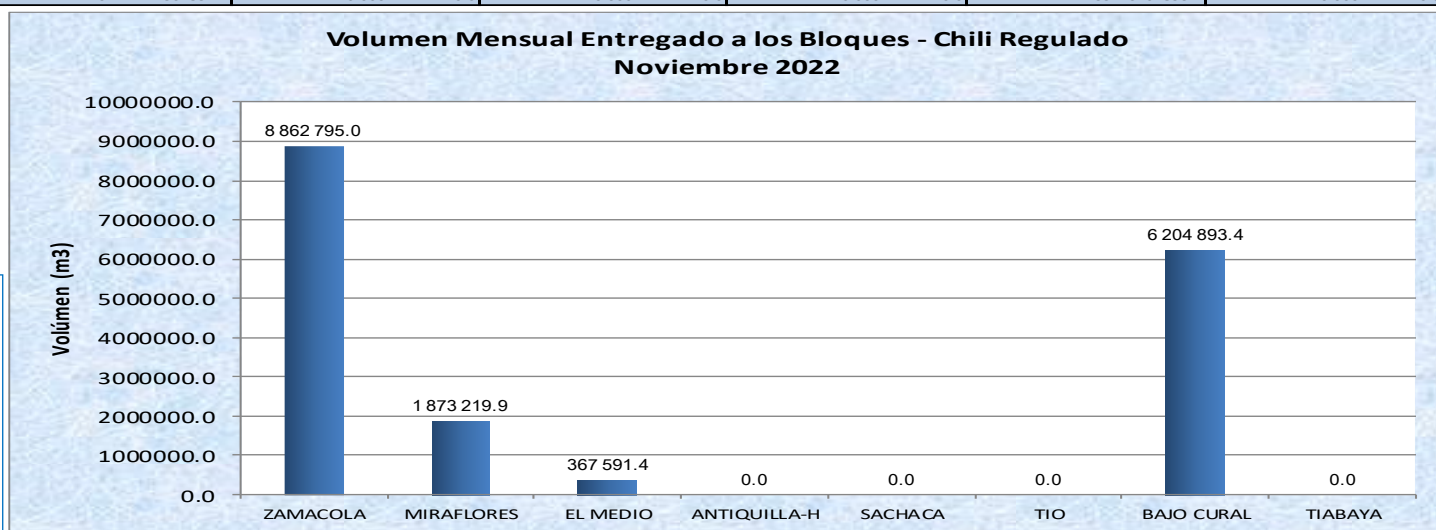 Volumen Mensual Entregado a los Bloques - Chili Regulado
Noviembre 2022
Volúmen (m3)
10000000.0
9000000.0
8000000.0
7000000.0
6000000.0
5000000.0
4000000.0
3000000.0
2000000.0
1000000.0
0.0
8 862 795.0
1 873 219.9
367 591.4
0.0
0.0
0.0
6 204 893.4
0.0
ZAMACOLA
MIRAFLORES
EL MEDIO
ANTIQUILLA-H
SACHACA
TIO
BAJO CURAL
TIABAYA